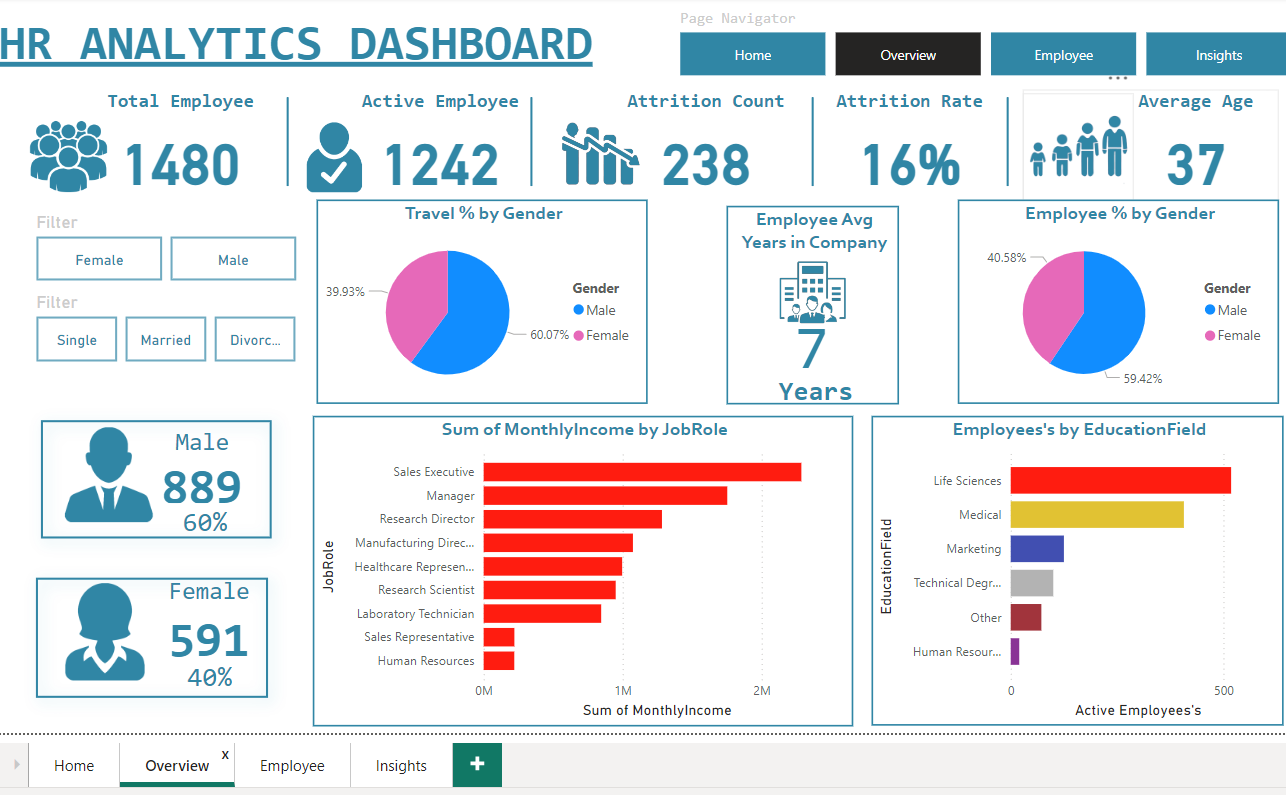 HR ANALYTICS DASHBOARD
Page Navigator
Home
Overview
Employee
Insights
Total Employee
1480
Active Employee
1242
Attrition Count
238
Attrition Rate
16%
Average Age
37
Filter
Female
Male
Filter
Single
Married
Divorc...
Travel % by Gender
39.93%
60.07%
Gender
Male
Female
Employee Avg
Years in Company
7
Years
Employee % by Gender
40.58%
59.42%
Gender
Male
Female
Male
889
60%
Female
591
40%
Sum of MonthlyIncome by JobRole
JobRole
Sales Executive
Manager
Research Director
Manufacturing Direc...
Healthcare Represen...
Research Scientist
Laboratory Technician
Sales Representative
Human Resources
0M
1M
2M
Sum of MonthlyIncome
Employees's by EducationField
EducationField
Life Sciences
Medical
Marketing
Technical Degr...
Other
Human Resour...
0
500
Active Employees's
Home
Overview
x
Employee
Insights
+